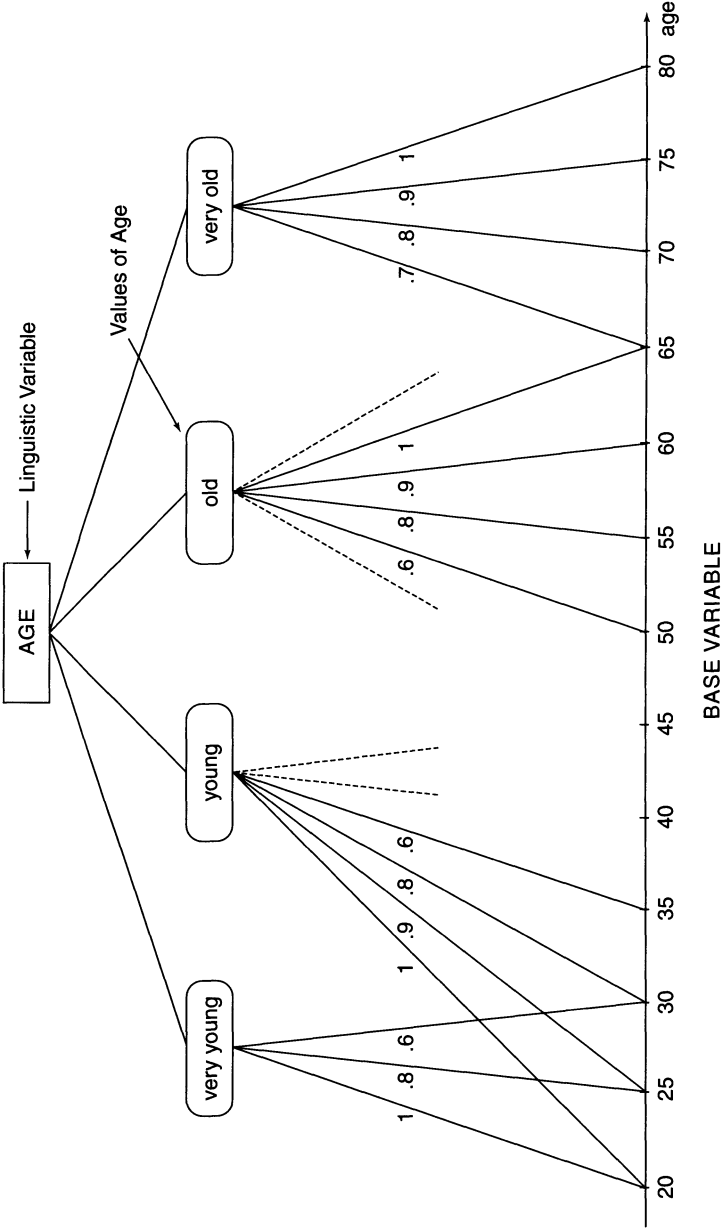 AGE
Linguistic Variable
Values of Age
very young
young
old
very old
1 .8 .6 1 .9 .8 .6 .6 .8 .9 1 .7 .8 .9 1
20 25 30 35 40 45 50 55 60 65 70 75 80 age
BASE VARIABLE